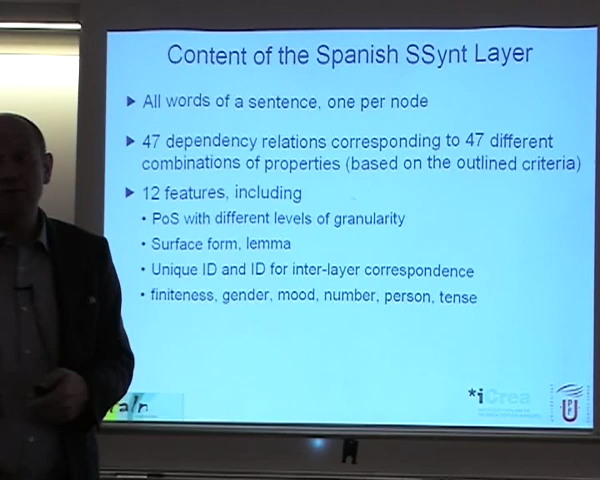 Content of the Spanish SSynt Layer
All words of a sentence, one per node
47 dependency relations corresponding to 47 different
combinations of properties (based on the outlined criteria)
12 features, including
• PoS with different levels of granularity
• Surface form, lemma
• Unique ID and ID for inter-layer correspondence
• finiteness, gender, mood, number, person, tense
*iCrea